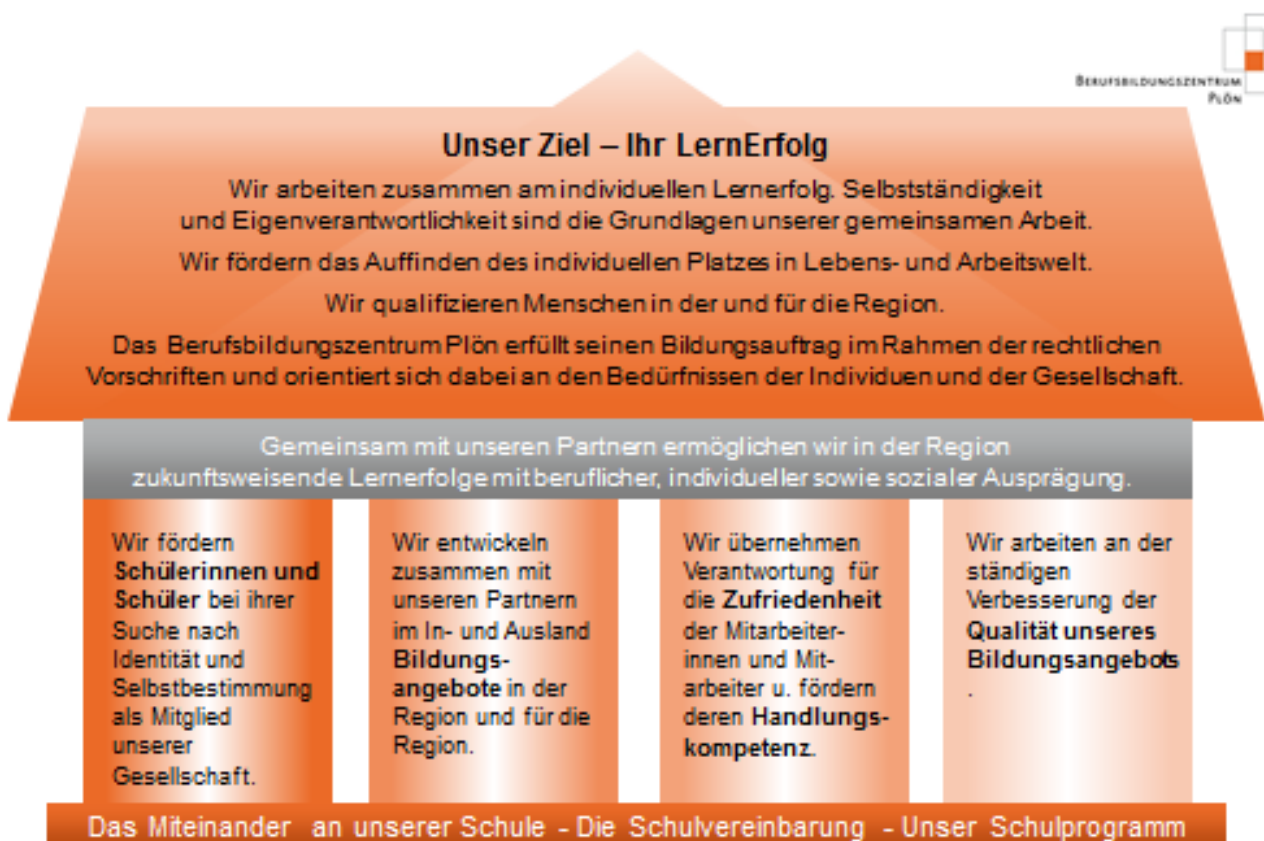 BERUFSBILDUNGSZENTRUM
PLÖN
Unser Ziel – Ihr LernErfolg
Wir arbeiten zusammen am individuellen Lernerfolg. Selbstständigkeit
und Eigenverantwortlichkeit sind die Grundlagen unserer gemeinsamen Arbeit.
Wir fördern das Auffinden des individuellen Platzes in Lebens- und Arbeitswelt.
Wir qualifizieren Menschen in der und für die Region.
Das Berufsbildungszentrum Plön erfüllt seinen Bildungsauftrag im Rahmen der rechtlichen
Vorschriften und orientiert sich dabei an den Bedürfnissen der Individuen und der Gesellschaft.
Gemeinsam mit unseren Partnern ermöglichen wir in der Region
zukunftsweisende Lernerfolge mit beruflicher, individueller sowie sozialer Ausprägung.
Wir fördern
Schülerinnen und
Schüler bei ihrer
Suche nach
Identität und
Selbstbestimmung
als Mitglied
unserer
Gesellschaft.
Wir entwickeln
zusammen mit
unseren Partnern
im In- und Ausland
Bildungs-
angebote in der
Region und für die
Region.
Wir übernehmen
Verantwortung für
die Zufriedenheit
der Mitarbeiter-
innen und Mit-
arbeiter u. fördern
deren Handlungs-
kompetenz.
Wir arbeiten an der
ständigen
Verbesserung der
Qualität unseres
Bildungsangebots
.
Das Miteinander an unserer Schule - Die Schulvereinbarung - Unser Schulprogramm